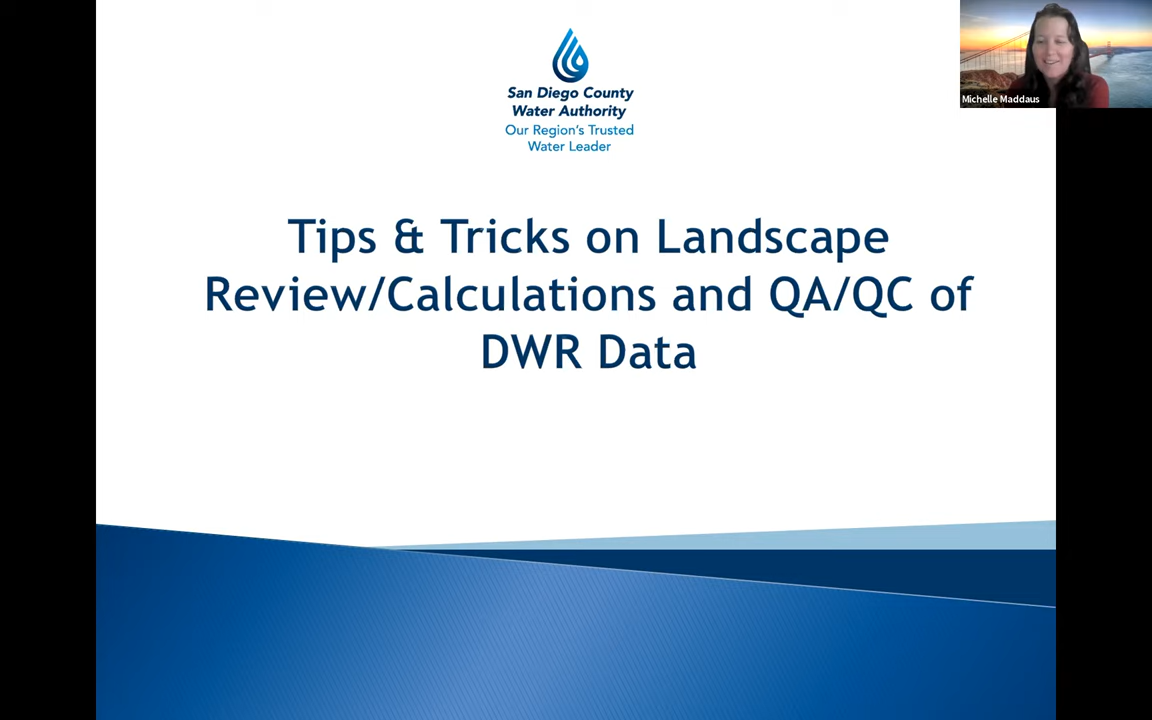 San Diego County
Water Authority
Our Region's Trusted
Water Leader
Michelle Maddaus
Tips & Tricks on Landscape
Review/Calculations and QA/QC of
DWR Data